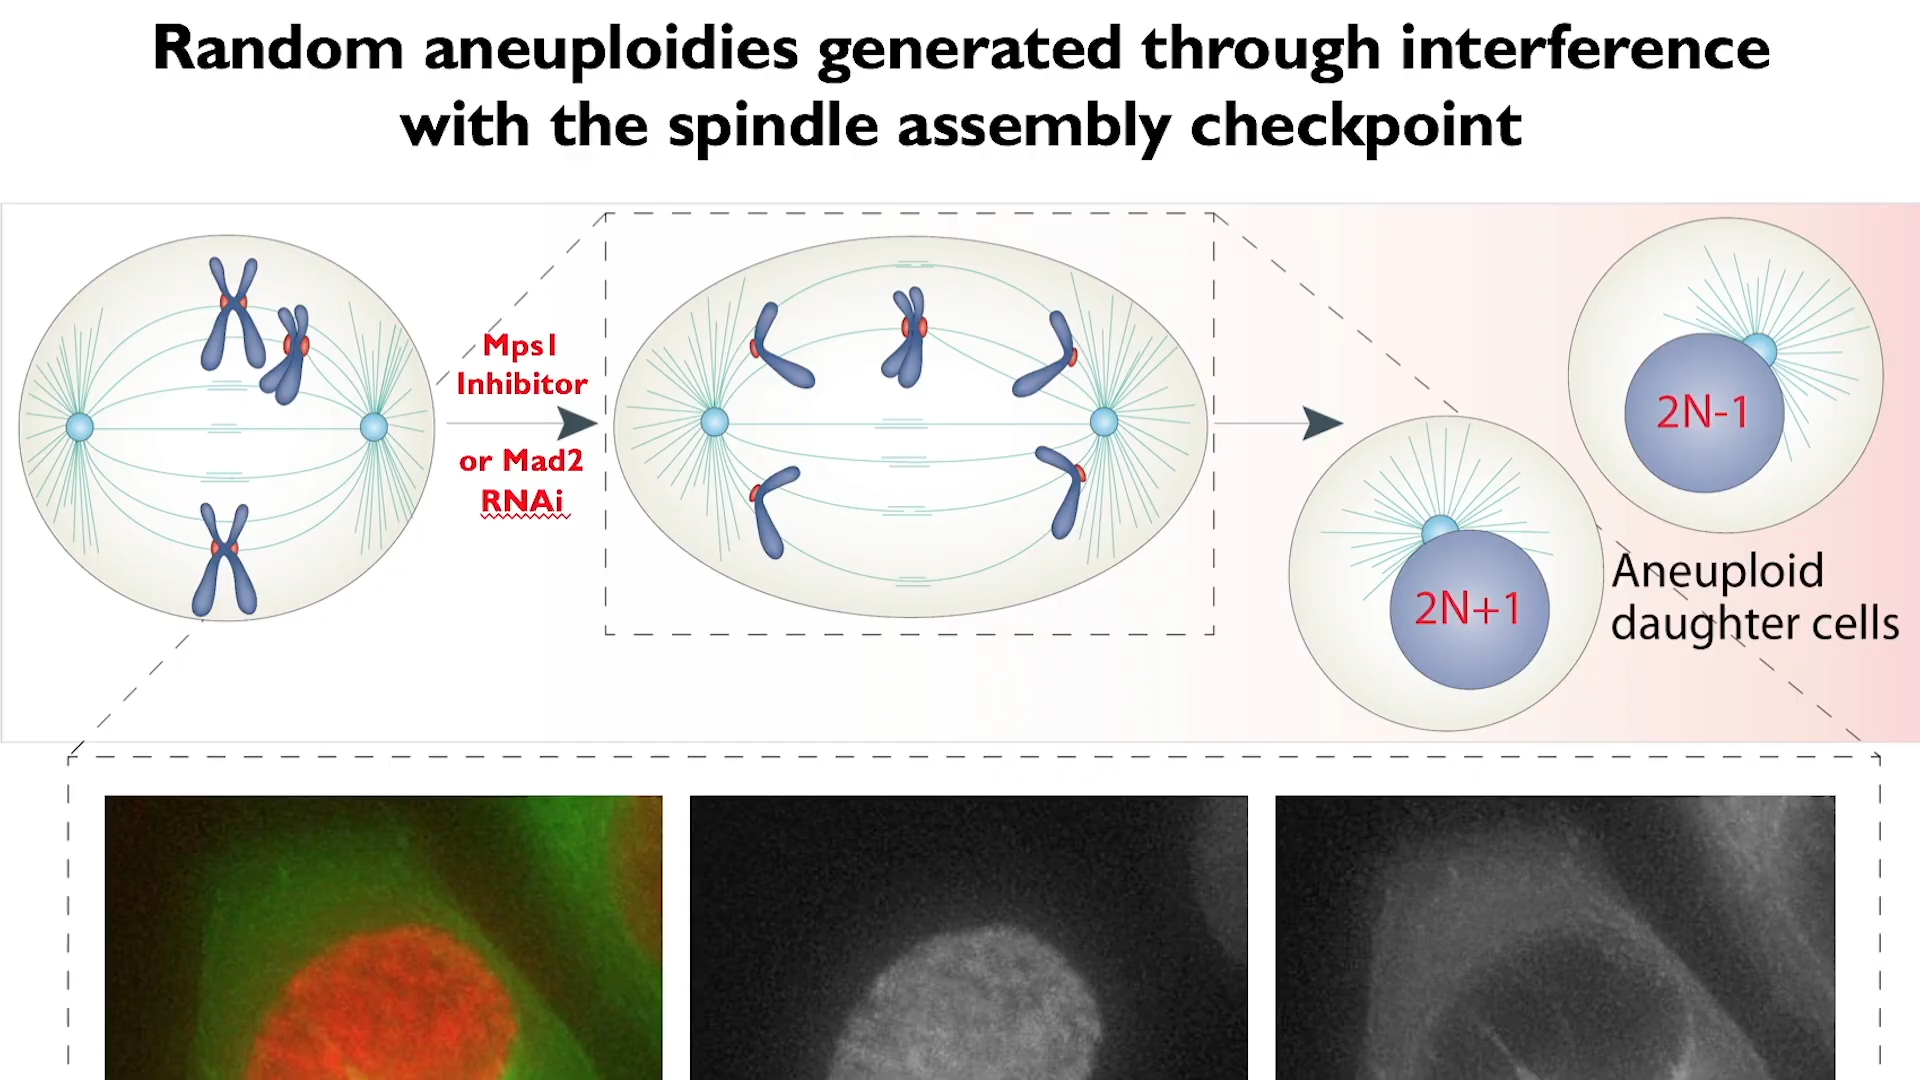 Random aneuploidies generated through interference
with the spindle assembly checkpoint
Mps1
Inhibitor
or Mad2
RNAi
2N-1
2N+1
Aneuploid
daughter cells